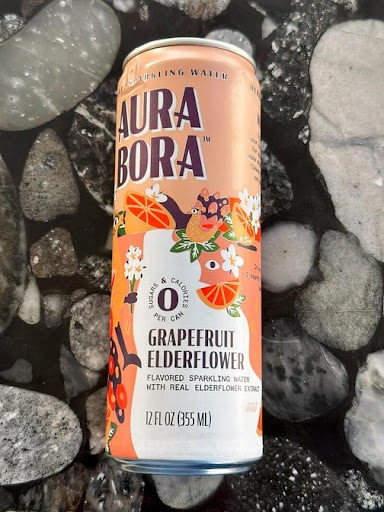 SPARKLING WATER
AURA
BORA™
0
SUGARS & CALORIES
PER CAN
GRAPEFRUIT
ELDERFLOWER
FLAVORED SPARKLING WATER
WITH REAL ELDERFLOWER EXTRACT
12 FL OZ (355 ML)